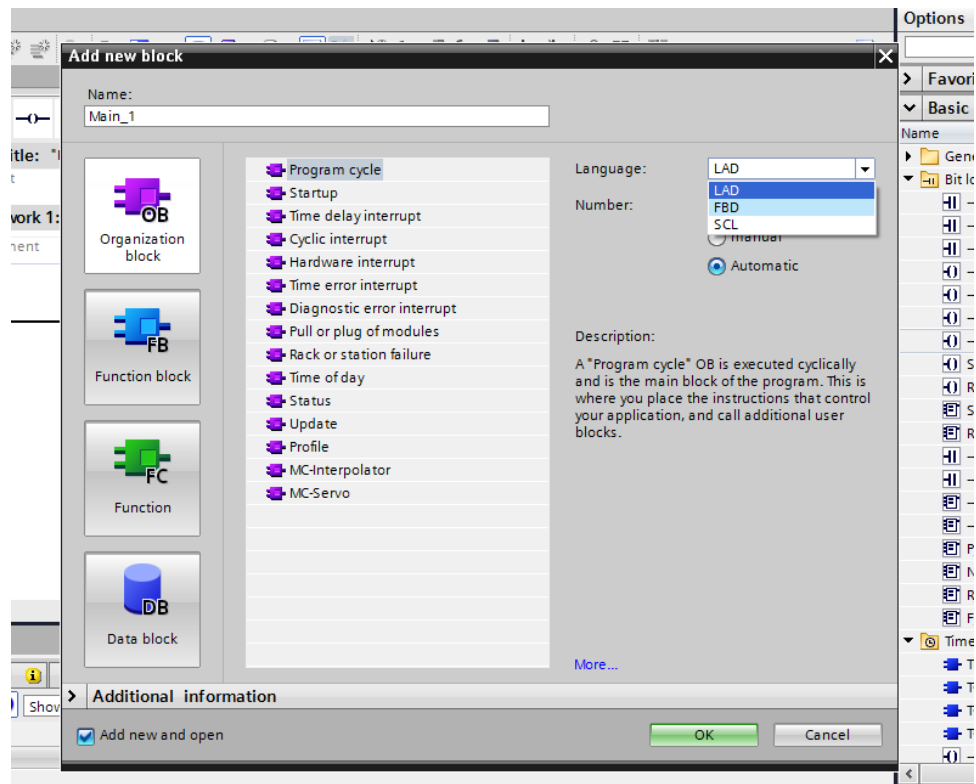 Options
Add new block
Name:
Main_1
Favori
Basic
Name
itle:
Gene
Bit lo
OB
Organization
block
FB
Function block
FC
Function
DB
Data block
Program cycle
Startup
Time delay interrupt
Cyclic interrupt
Hardware interrupt
Time error interrupt
Diagnostic error interrupt
Pull or plug of modules
Rack or station failure
Time of day
Status
Update
Profile
MC-Interpolator
MC-Servo
Language:
LAD
LAD
FBD
SCL
Number:
manual
Automatic
Description:
A "Program cycle" OB is executed cyclically
and is the main block of the program. This is
where you place the instructions that control
your application, and call additional user
blocks.
More...
work 1:
ment
S
R
S
R
P
N
R
F
Time
T
T
T
T
Show
Additional information
Add new and open
OK
Cancel